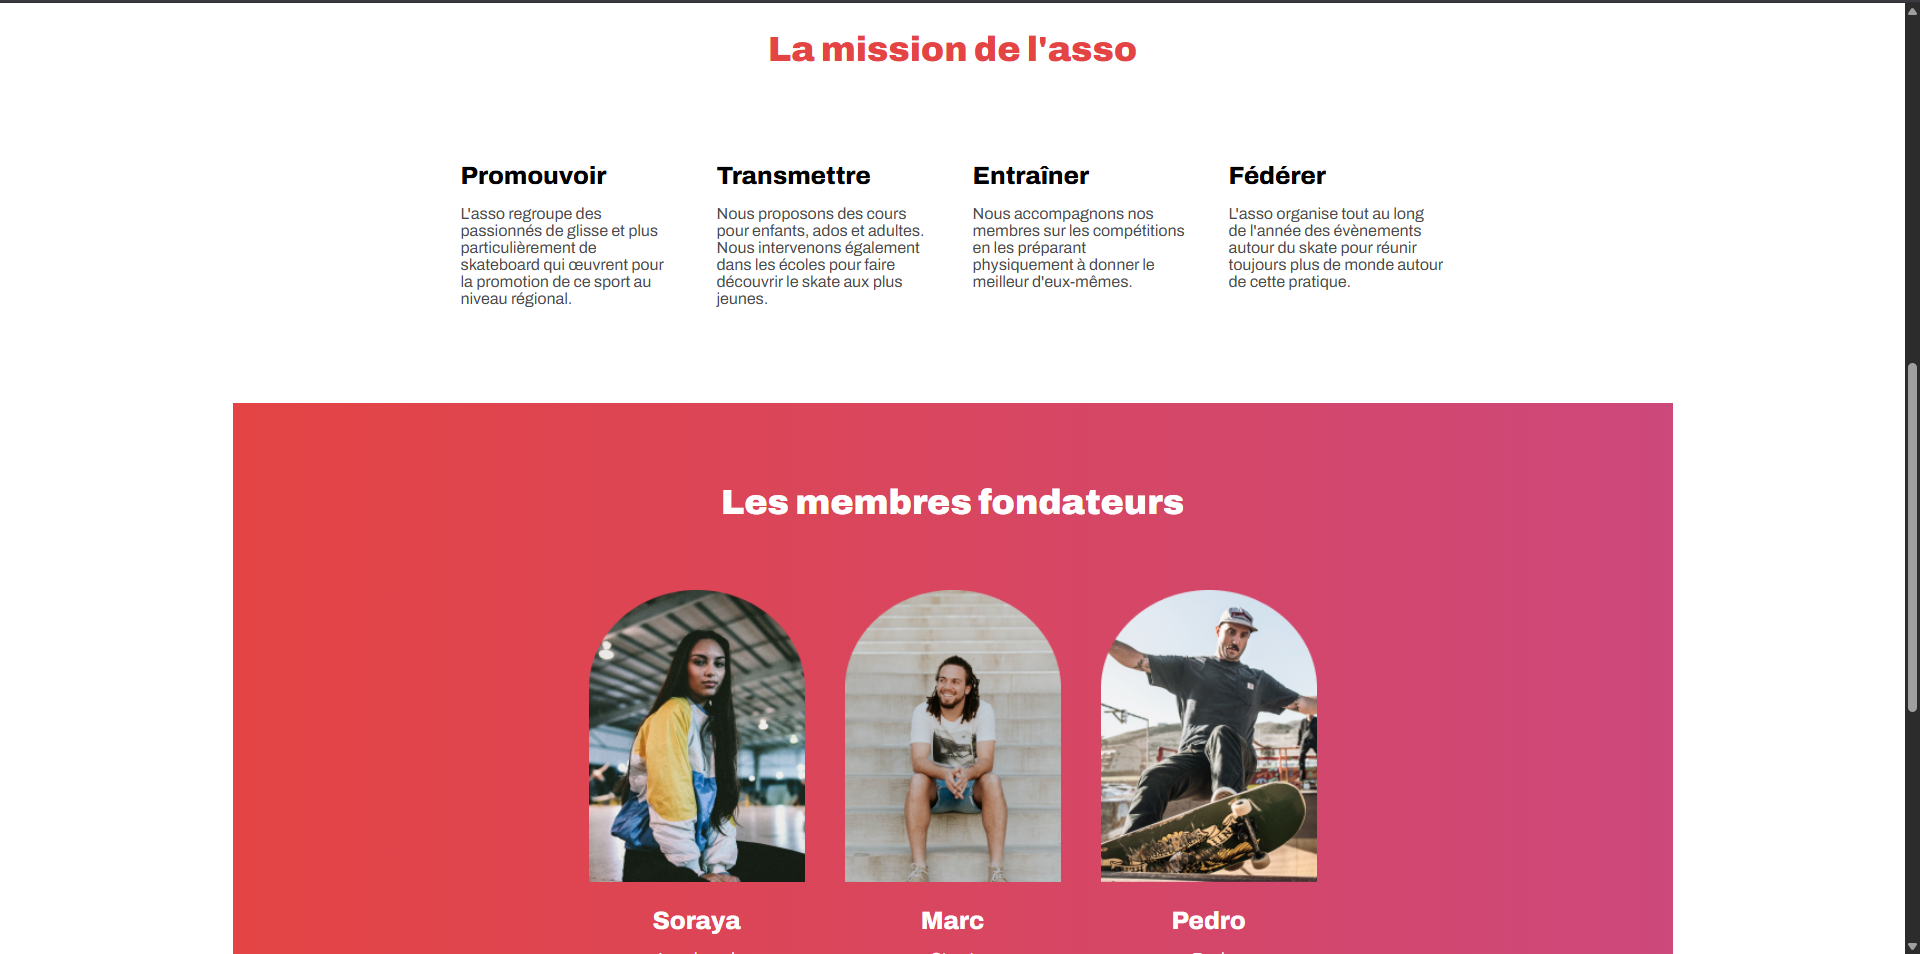 La mission de l'asso
Promouvoir
L'asso regroupe des
passionnés de glisse et plus
particulièrement de
skateboard qui œuvrent pour
la promotion de ce sport au
niveau régional.
Transmettre
Nous proposons des cours
pour enfants, ados et adultes.
Nous intervenons également
dans les écoles pour faire
découvrir le skate aux plus
jeunes.
Entraîner
Nous accompagnons nos
membres sur les compétitions
en les préparant
physiquement à donner le
meilleur d'eux-mêmes.
Fédérer
L'asso organise tout au long
de l'année des évènements
autour du skate pour réunir
toujours plus de monde autour
de cette pratique.
Les membres fondateurs
Soraya
Marc
Pedro